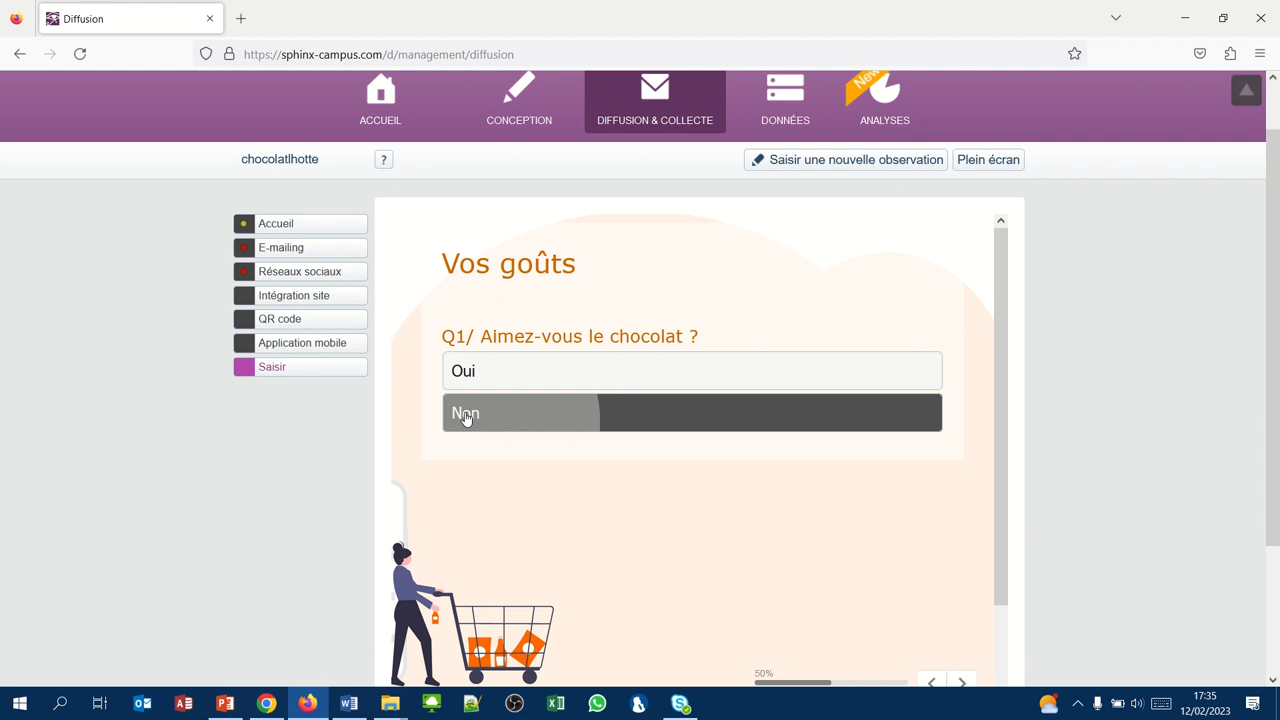 Diffusion
https://sphinx-campus.com/d/management/diffusion
ACCUEIL
CONCEPTION
DIFFUSION & COLLECTE
DONNÉES
New
ANALYSES
chocolatlhotte
?
Saisir une nouvelle observation
Plein écran
Accueil
E-mailing
Réseaux sociaux
Intégration site
QR code
Application mobile
Saisir
Vos goûts
Q1/ Aimez-vous le chocolat ?
Oui
Non
50%
17:35
12/02/2023